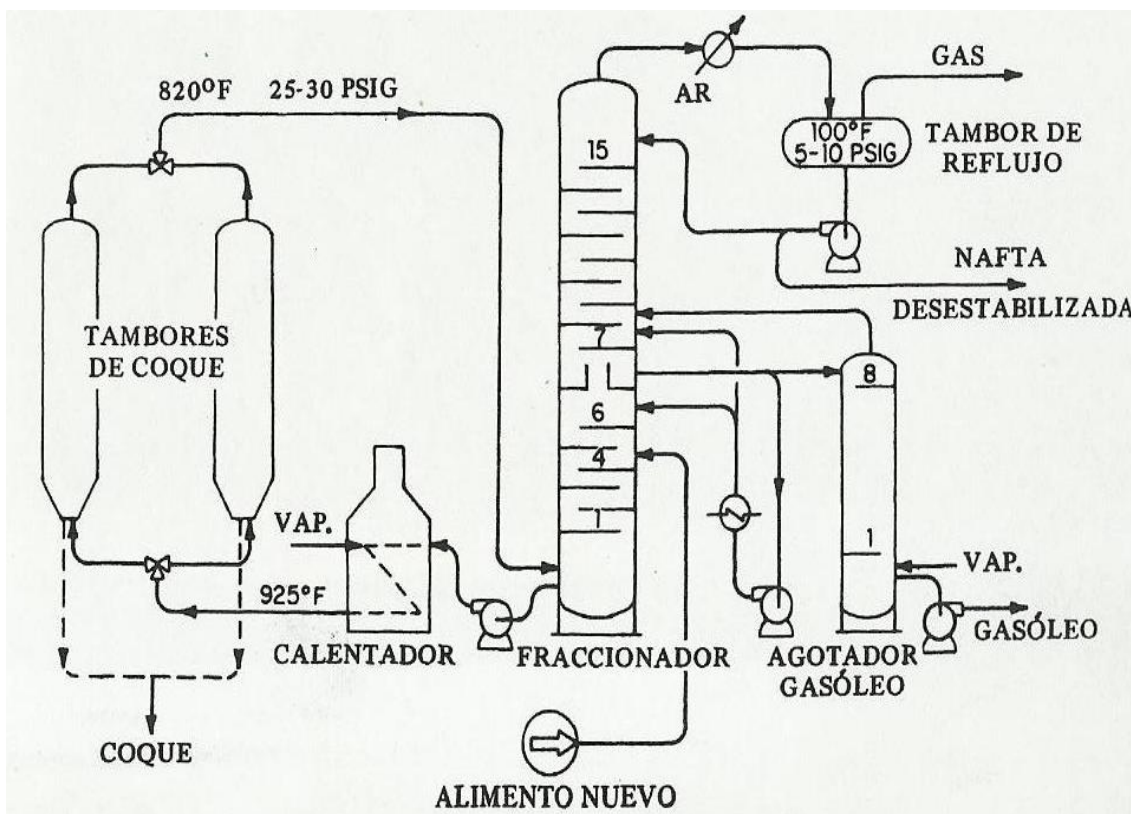 820°F 25-30 PSIG
AR
GAS
100°F
5-10 PSIG
TAMBOR DE
REFLUJO
15
NAFTA
DESESTABILIZADA
TAMBORES
DE COQUE
7
8
6
4
1
1
VAP.
VAP.
925°F
CALENTADOR
FRACCIONADOR
AGOTADOR
GASÓLEO
GASÓLEO
COQUE
ALIMENTO NUEVO